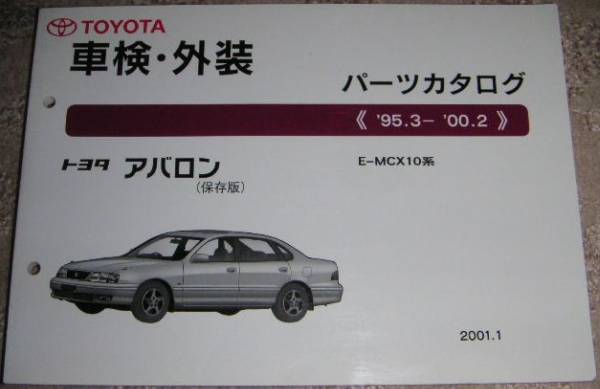 TOYOTA
車検・外装
パーツカタログ
《 '95.3- '00.2 》
トヨタ アバロン
(保存版)
E-MCX10系
2001.1